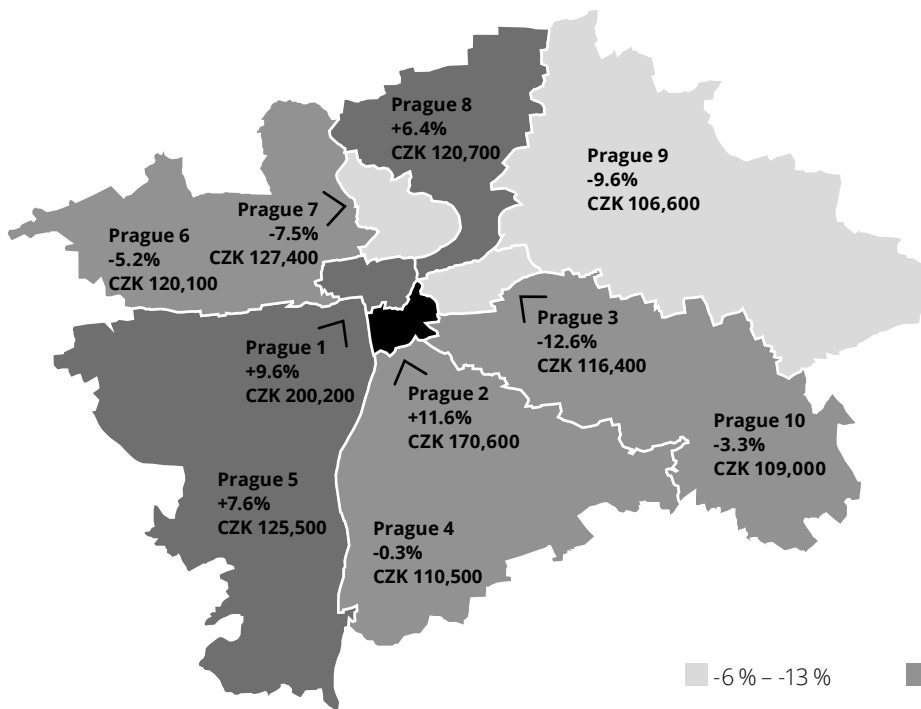 Prague 8
+6.4%
CZK 120,700
Prague 9
-9.6%
CZK 106,600
Prague 7
-7.5%
CZK 127,400
Prague 6
-5.2%
CZK 120,100
Prague 3
-12.6%
CZK 116,400
Prague 1
+9.6%
CZK 200,200
Prague 2
+11.6%
CZK 170,600
Prague 10
-3.3%
CZK 109,000
Prague 5
+7.6%
CZK 125,500
Prague 4
-0.3%
CZK 110,500
-6 % – -13 %